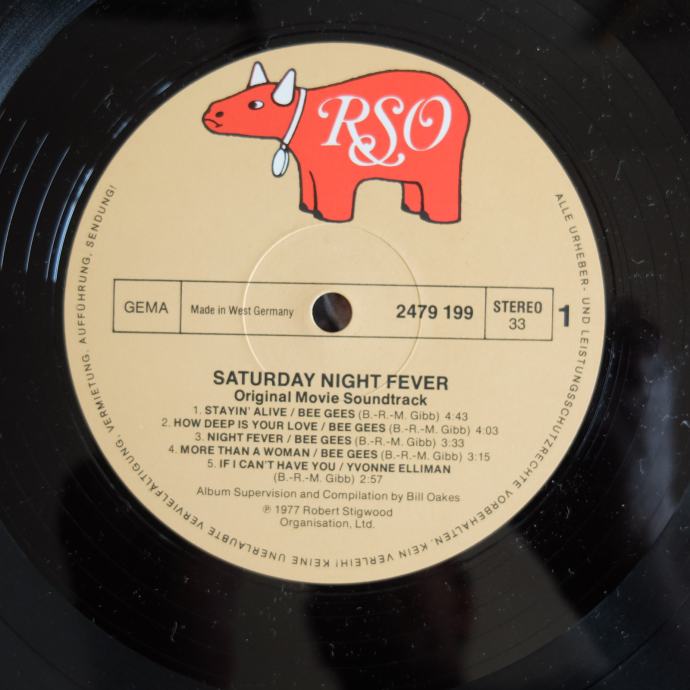 RSO
GEMA
Made in West Germany
2479 199
STEREO
33
1
SATURDAY NIGHT FEVER
Original Movie Soundtrack
1. STAYIN' ALIVE / BEE GEES (B.-R.-M. Gibb) 4:43
2. HOW DEEP IS YOUR LOVE / BEE GEES (B.-R.-M. Gibb) 4:03
3. NIGHT FEVER / BEE GEES (B.-R.-M. Gibb) 3:33
4. MORE THAN A WOMAN / BEE GEES (B.-R.-M. Gibb) 3:15
5. IF I CAN'T HAVE YOU / YVONNE ELLIMAN
(B.-R.-M. Gibb) 2:57
Album Supervision and Compilation by Bill Oakes
℗ 1977 Robert Stigwood
Organisation, Ltd.
ALLE URHEBER- UND LEISTUNGSSCHUTZRECHTE VORBEHALTEN. KEIN VERLEIH! KEINE UNERLAUBTE VERVIELFÄLTIGUNG, VERMIETUNG, AUFFÜHRUNG, SENDUNG!